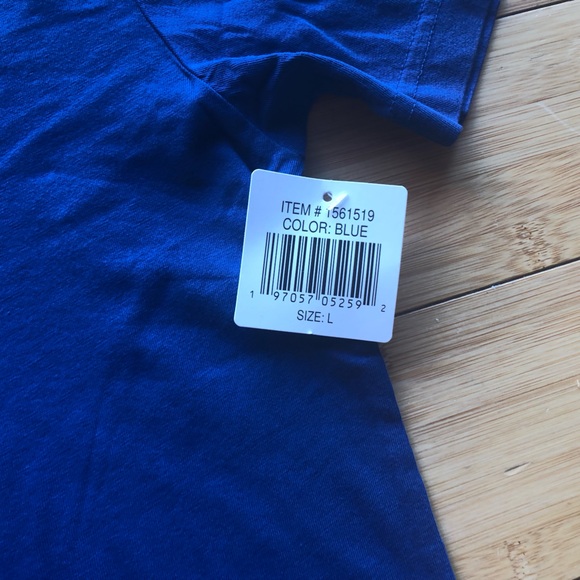 ITEM # 1561519
COLOR: BLUE
1 97057 05259 2
SIZE: L